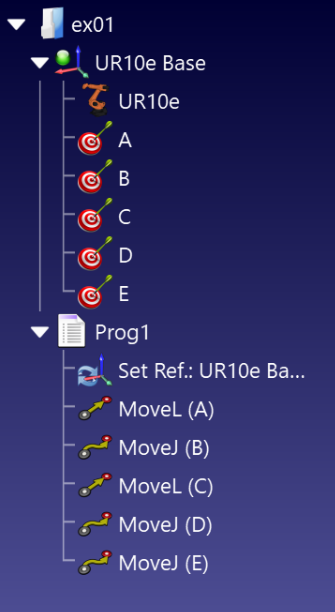 ex01
UR10e Base
UR10e
A
B
C
D
E
Prog1
Set Ref.: UR10e Ba...
MoveL (A)
MoveJ (B)
MoveL (C)
MoveJ (D)
MoveJ (E)